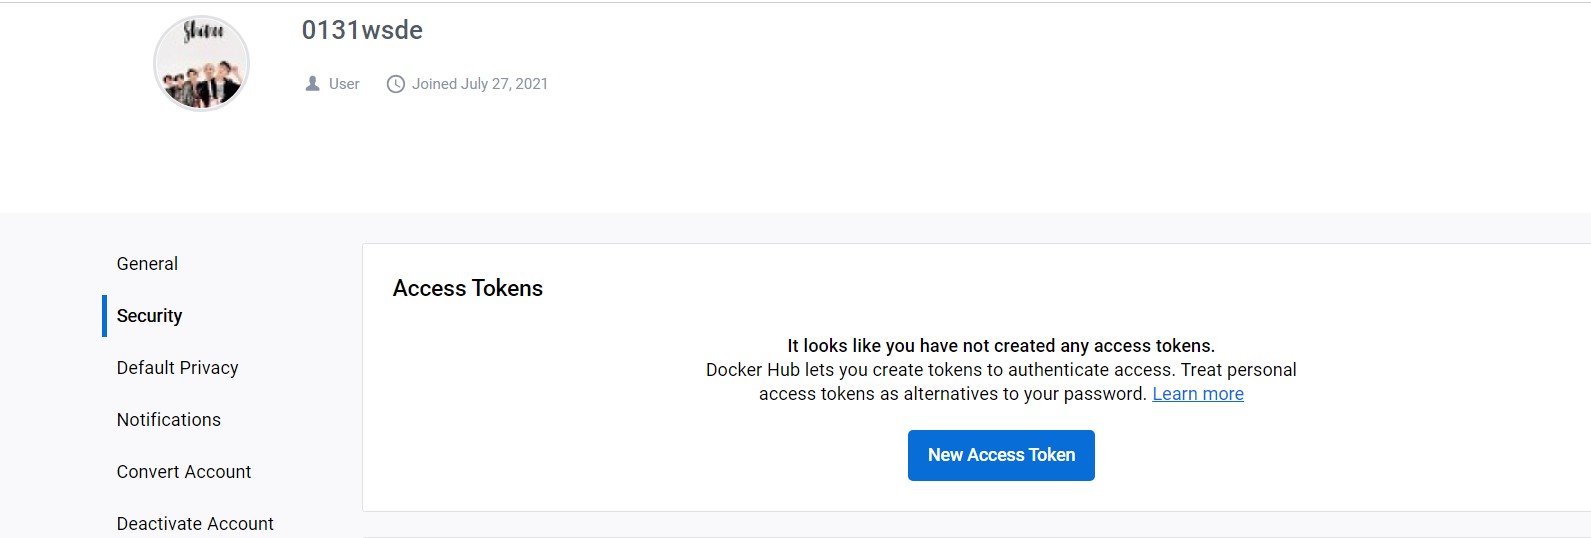 0131wsde
User Joined July 27, 2021
General
Security
Default Privacy
Notifications
Convert Account
Deactivate Account
Access Tokens
It looks like you have not created any access tokens.
Docker Hub lets you create tokens to authenticate access. Treat personal
access tokens as alternatives to your password. Learn more
New Access Token